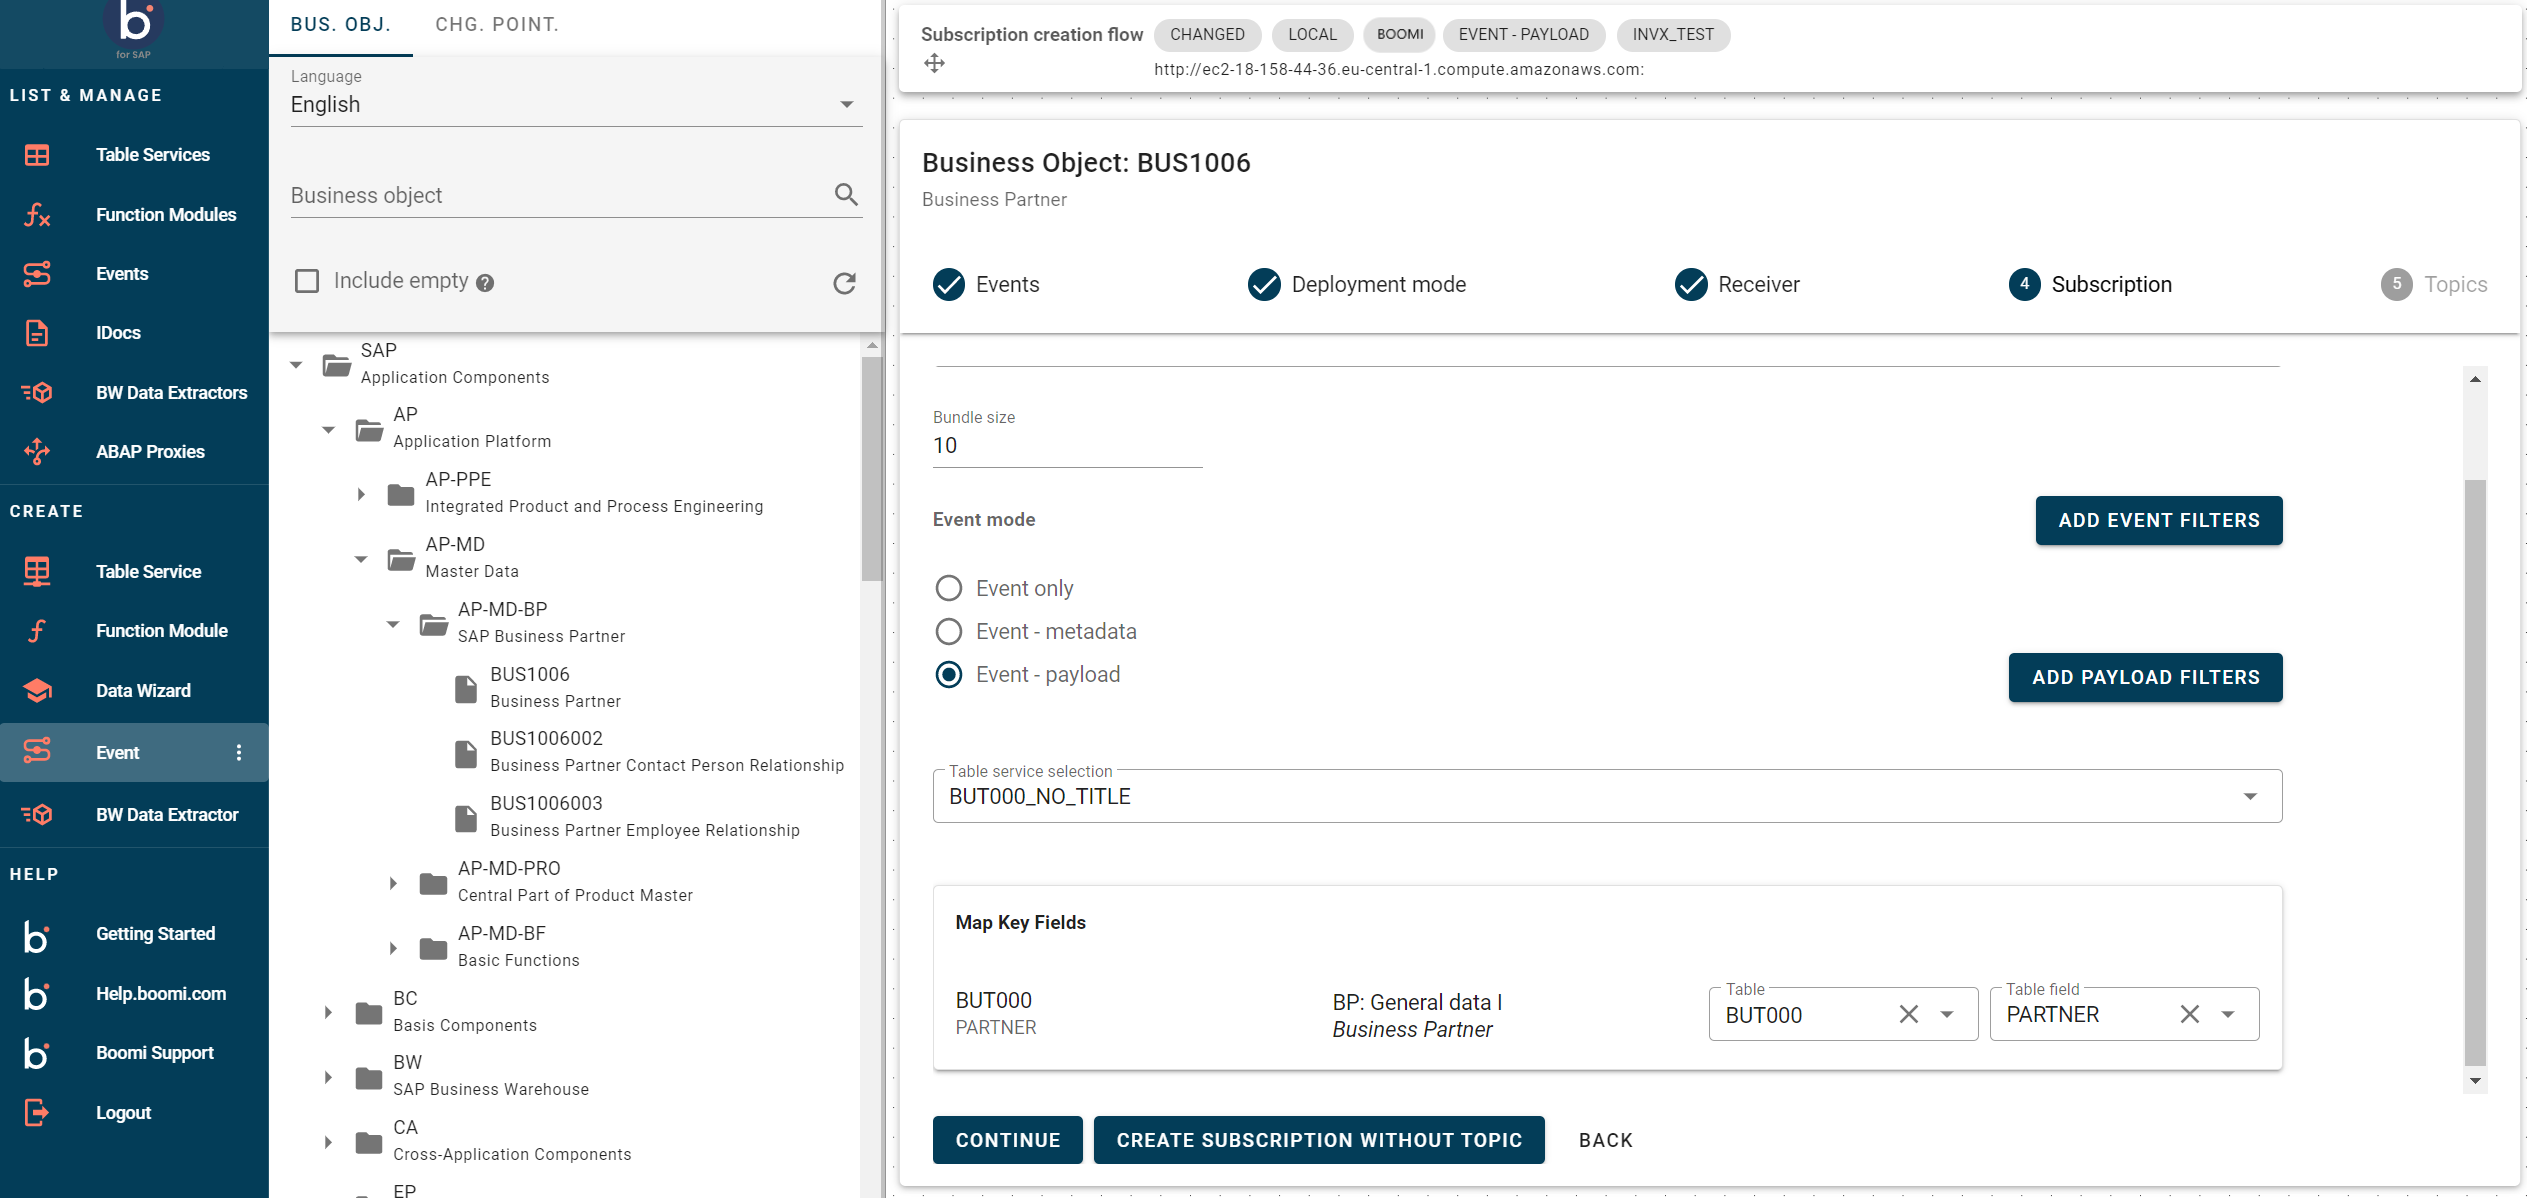 b
for SAP
LIST & MANAGE
Table Services
Function Modules
Events
IDocs
BW Data Extractors
ABAP Proxies
CREATE
Table Service
Function Module
Data Wizard
Event
BW Data Extractor
HELP
Getting Started
Help.boomi.com
Boomi Support
Logout
BUS. OBJ.
CHG. POINT.
Language
English
Business object
Include empty
SAP
Application Components
AP
Application Platform
AP-PPE
Integrated Product and Process Engineering
AP-MD
Master Data
AP-MD-BP
SAP Business Partner
BUS1006
Business Partner
BUS1006002
Business Partner Contact Person Relationship
BUS1006003
Business Partner Employee Relationship
AP-MD-PRO
Central Part of Product Master
AP-MD-BF
Basic Functions
BC
Basis Components
BW
SAP Business Warehouse
CA
Cross-Application Components
EP
Subscription creation flow CHANGED LOCAL BOOMI EVENT - PAYLOAD INVX_TEST
http://ec2-18-158-44-36.eu-central-1.compute.amazonaws.com:
Business Object: BUS1006
Business Partner
Events
Deployment mode
Receiver
4 Subscription
5 Topics
Bundle size
10
Event mode
ADD EVENT FILTERS
Event only
Event - metadata
Event - payload
ADD PAYLOAD FILTERS
Table service selection
BUT000_NO_TITLE
Map Key Fields
BUT000
PARTNER
BP: General data I
Business Partner
Table
BUT000
Table field
PARTNER
CONTINUE
CREATE SUBSCRIPTION WITHOUT TOPIC
BACK